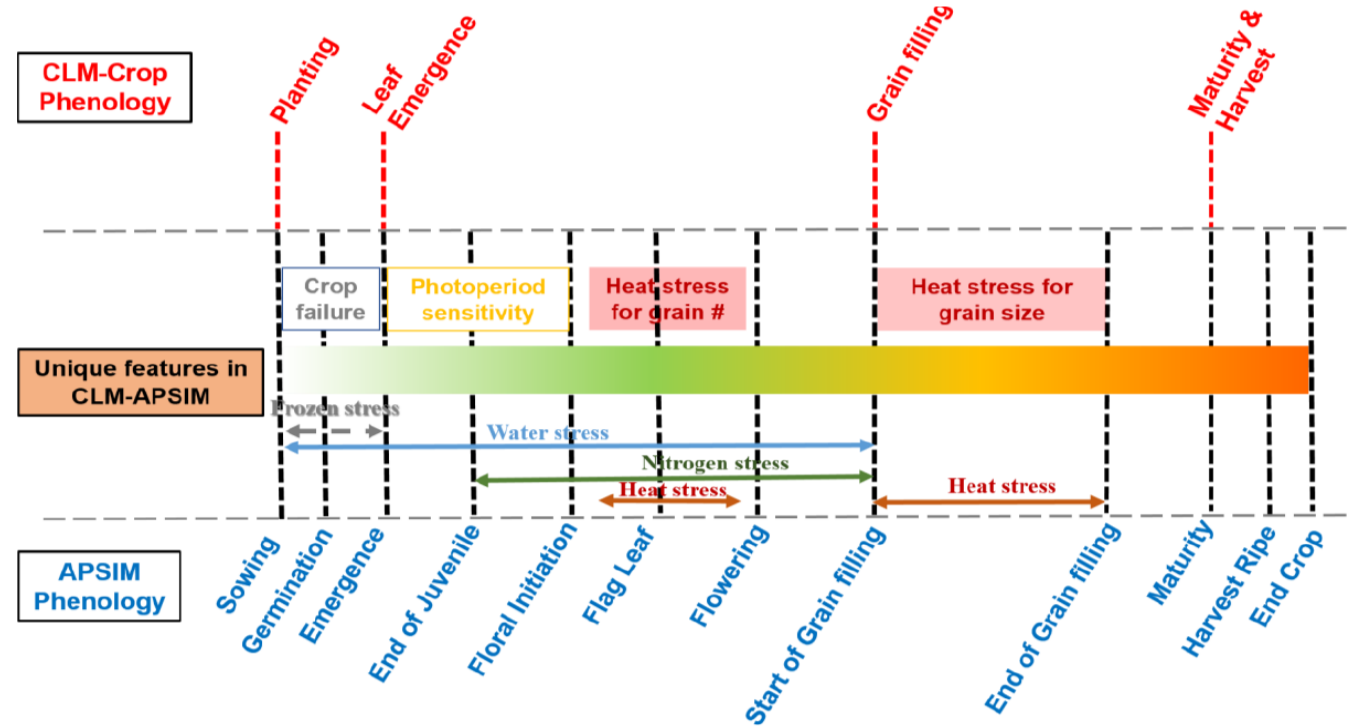 CLM-Crop
Phenology
Planting
Leaf
Emergence
Grain filling
Maturity &
Harvest
Crop
failure
Photoperiod
sensitivity
Heat stress
for grain #
Heat stress for
grain size
Unique features in
CLM-APSIM
Frozen stress
Water stress
Nitrogen stress
Heat stress
Heat stress
APSIM
Phenology
Sowing
Germination
Emergence
End of Juvenile
Floral Initiation
Flag Leaf
Flowering
Start of Grain filling
End of Grain filling
Maturity
Harvest Ripe
End Crop